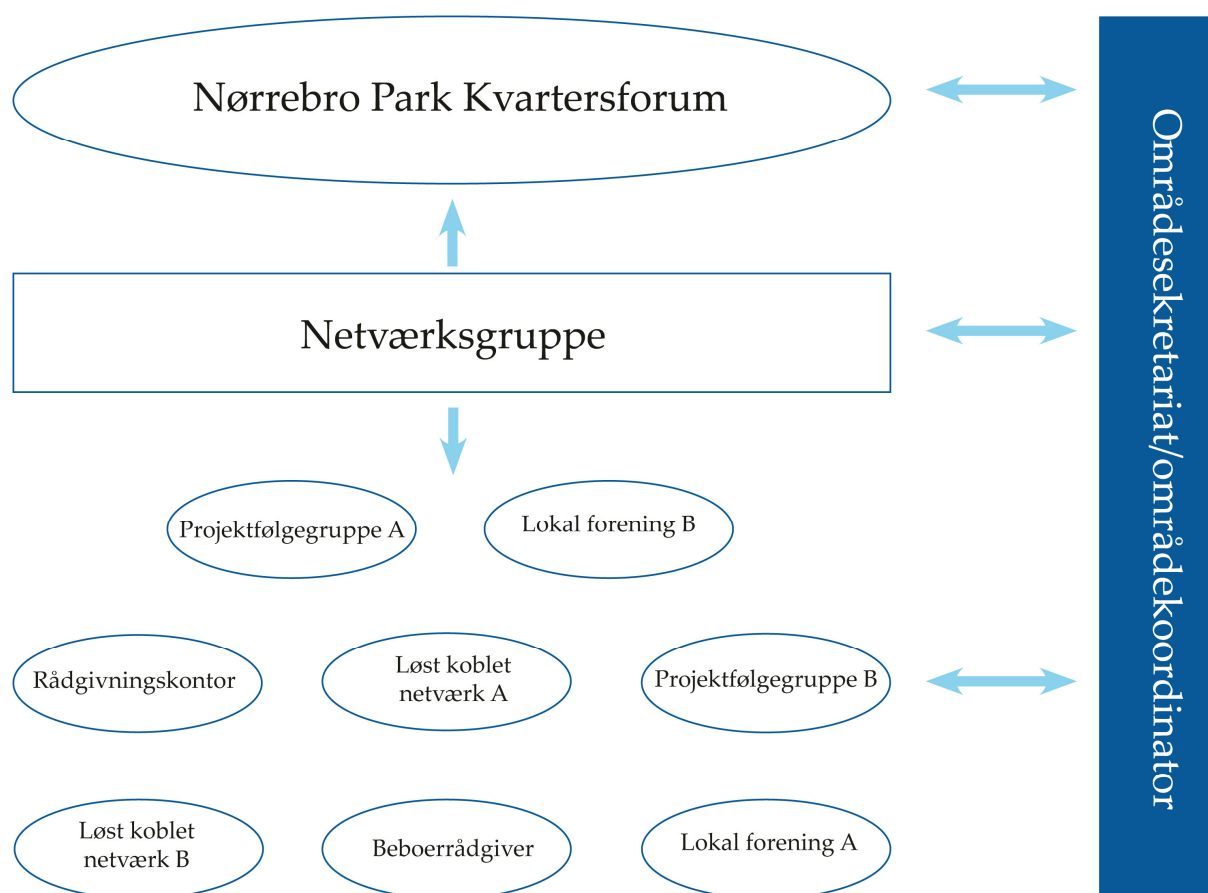 Nørrebro Park Kvartersforum
Netværksgruppe
Projektfølgegruppe A
Lokal forening B
Rådgivningskontor
Løst koblet
netværk A
Projektfølgegruppe B
Løst koblet
netværk B
Beboerrådgiver
Lokal forening A
Områdesekretariat/områdekoordinator